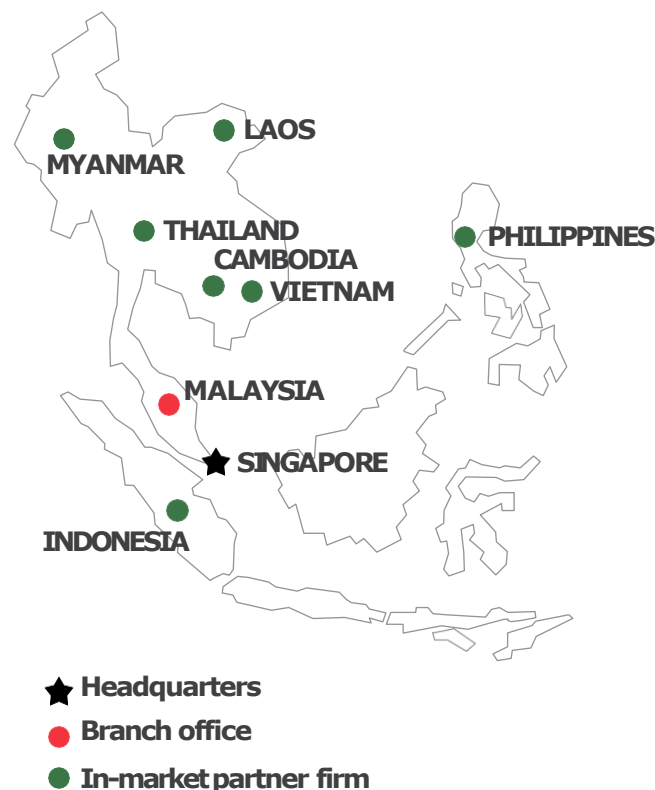 LAOS
MYANMAR
THAILAND
PHILIPPINES
CAMBODIA
VIETNAM
MALAYSIA
SINGAPORE
INDONESIA
Headquarters
Branch office
In-market partner firm